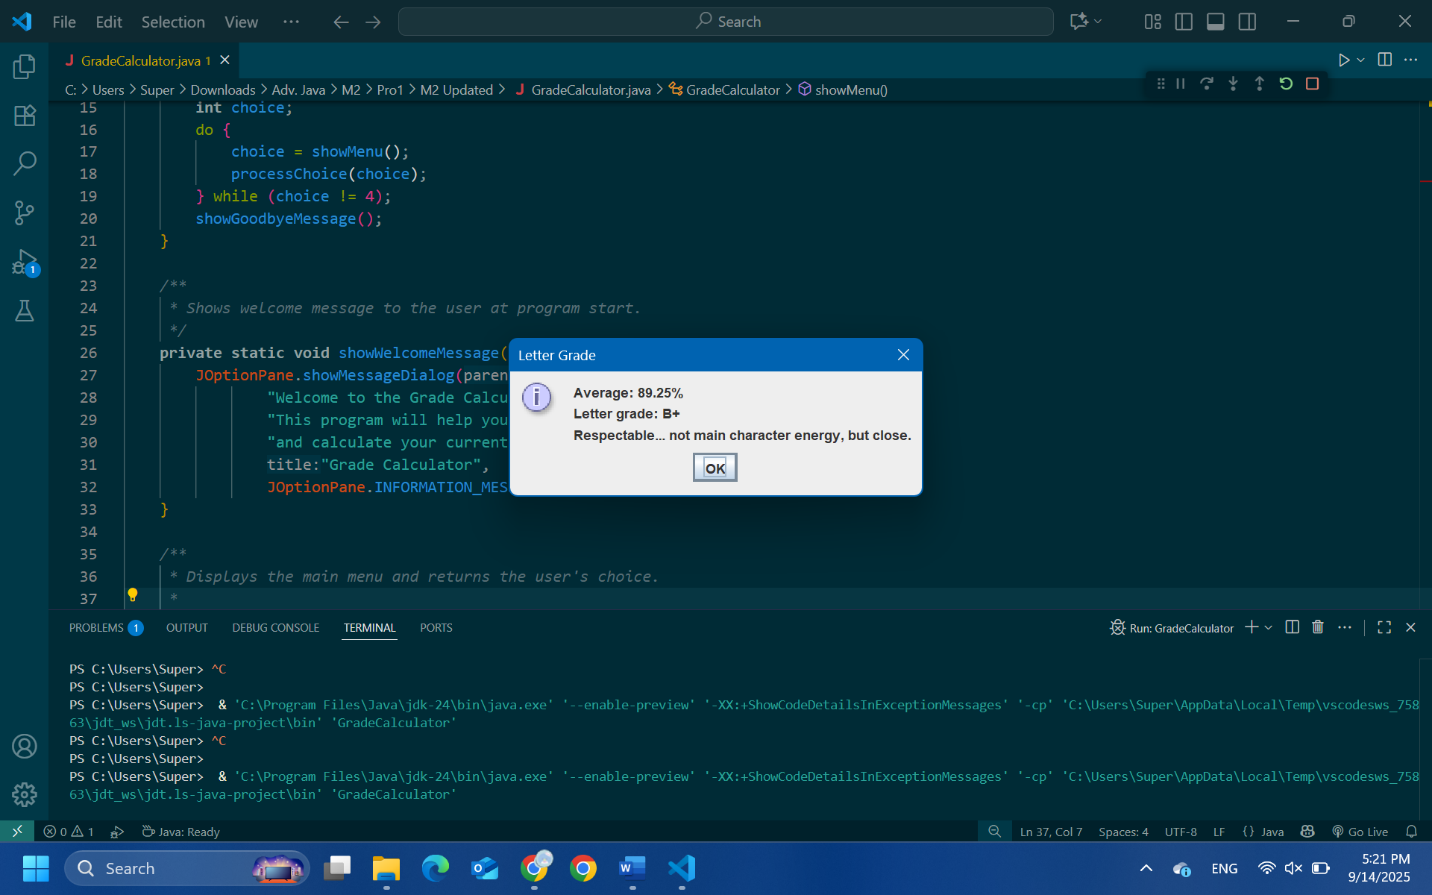 File Edit Selection View ··· Search
GradeCalculator.java 1
C: > Users > Super > Downloads > Adv. Java > M2 > Pro1 > M2 Updated > J GradeCalculator.java > GradeCalculator > showMenu()
15 int choice;
16 do {
17 choice = showMenu();
18 processChoice(choice);
19 } while (choice != 4);
20 showGoodbyeMessage();
21 }
22
23 /**
24 * Shows welcome message to the user at program start.
25 */
26 private static void showWelcomeMessage(
27 JOptionPane.showMessageDialog(paren
28 "Welcome to the Grade Calcu
29 "This program will help you
30 "and calculate your current
31 title:"Grade Calculator",
32 JOptionPane.INFORMATION_MES
33 }
34
35 /**
36 * Displays the main menu and returns the user's choice.
37 *
Letter Grade
Average: 89.25%
Letter grade: B+
Respectable... not main character energy, but close.
OK
PROBLEMS 1 OUTPUT DEBUG CONSOLE TERMINAL PORTS Run: GradeCalculator
PS C:\Users\Super> ^C
PS C:\Users\Super>
PS C:\Users\Super> & 'C:\Program Files\Java\jdk-24\bin\java.exe' '--enable-preview' '-XX:+ShowCodeDetailsInExceptionMessages' '-cp' 'C:\Users\Super\AppData\Local\Temp\vscodesws_758
63\jdt_ws\jdt.ls-java-project\bin' 'GradeCalculator'
PS C:\Users\Super> ^C
PS C:\Users\Super>
PS C:\Users\Super> & 'C:\Program Files\Java\jdk-24\bin\java.exe' '--enable-preview' '-XX:+ShowCodeDetailsInExceptionMessages' '-cp' 'C:\Users\Super\AppData\Local\Temp\vscodesws_758
63\jdt_ws\jdt.ls-java-project\bin' 'GradeCalculator'
0 1 Java: Ready Ln 37, Col 7 Spaces: 4 UTF-8 LF {} Java Go Live
Search ENG 5:21 PM
9/14/2025